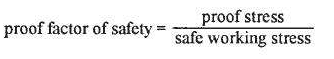 proof factor of safety = proof stress / safe working stress